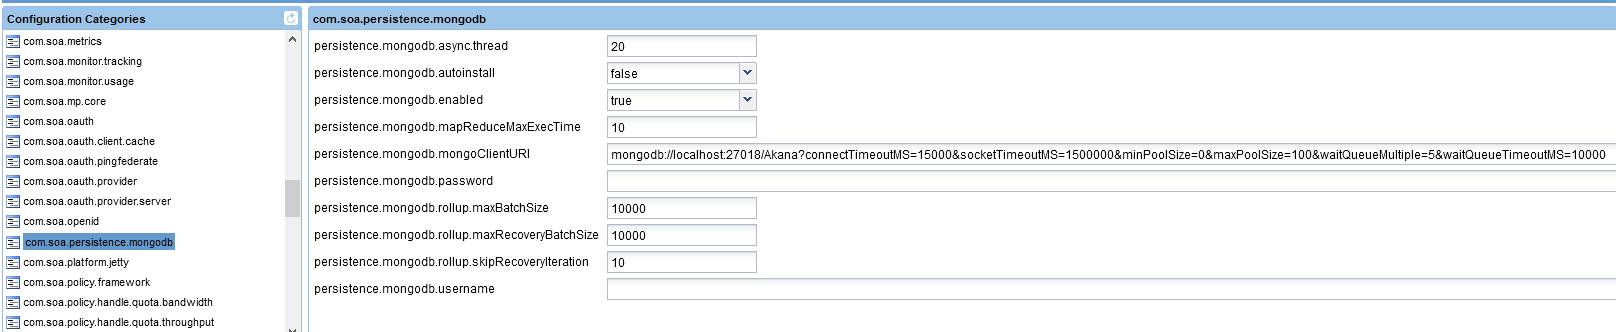 Configuration Categories
com.soa.metrics
com.soa.monitor.tracking
com.soa.monitor.usage
com.soa.mp.core
com.soa.oauth
com.soa.oauth.client.cache
com.soa.oauth.pingfederate
com.soa.oauth.provider
com.soa.oauth.provider.server
com.soa.openid
com.soa.persistence.mongodb
com.soa.platform.jetty
com.soa.policy.framework
com.soa.policy.handle.quota.bandwidth
com.soa.policy.handle.quota.throughput
com.soa.persistence.mongodb
persistence.mongodb.async.thread 20
persistence.mongodb.autoinstall false
persistence.mongodb.enabled true
persistence.mongodb.mapReduceMaxExecTime 10
persistence.mongodb.mongoClientURI mongodb://localhost:27018/Akana?connectTimeoutMS=15000&socketTimeoutMS=1500000&minPoolSize=0&maxPoolSize=100&waitQueueMultiple=5&waitQueueTimeoutMS=10000
persistence.mongodb.password
persistence.mongodb.rollup.maxBatchSize 10000
persistence.mongodb.rollup.maxRecoveryBatchSize 10000
persistence.mongodb.rollup.skipRecoveryIteration 10
persistence.mongodb.username